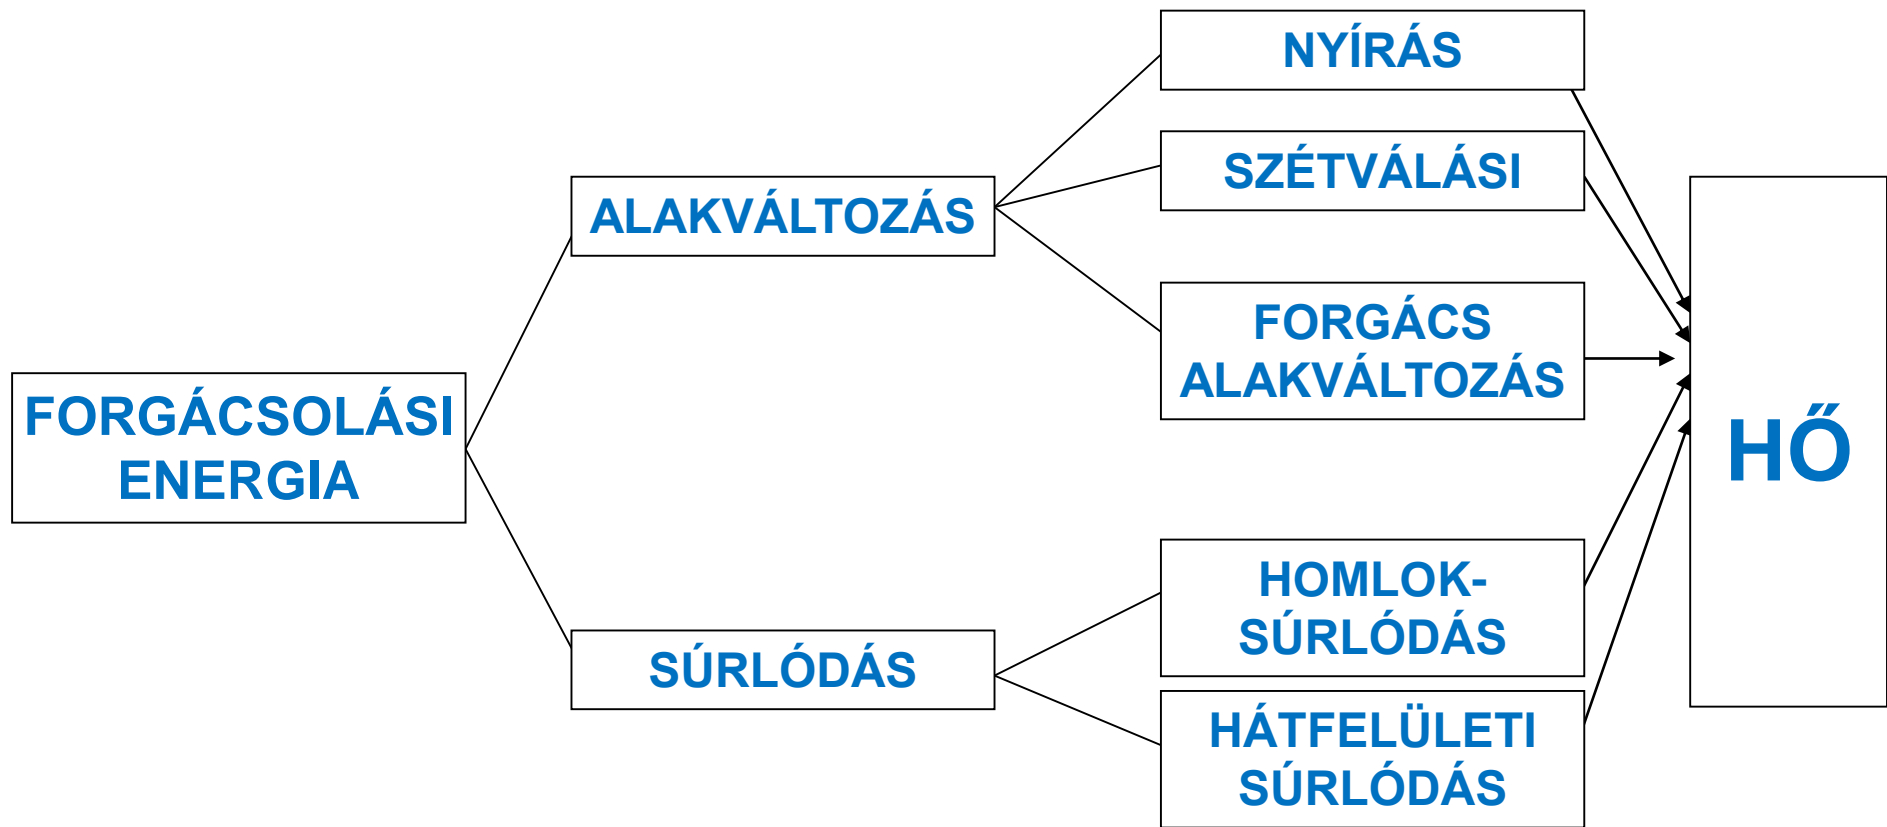 FORGÁCSOLÁSI
ENERGIA
ALAKVÁLTOZÁS
SÚRLÓDÁS
NYÍRÁS
SZÉTVÁLÁSI
FORGÁCS
ALAKVÁLTOZÁS
HOMLOK-
SÚRLÓDÁS
HÁTFELÜLETI
SÚRLÓDÁS
HŐ